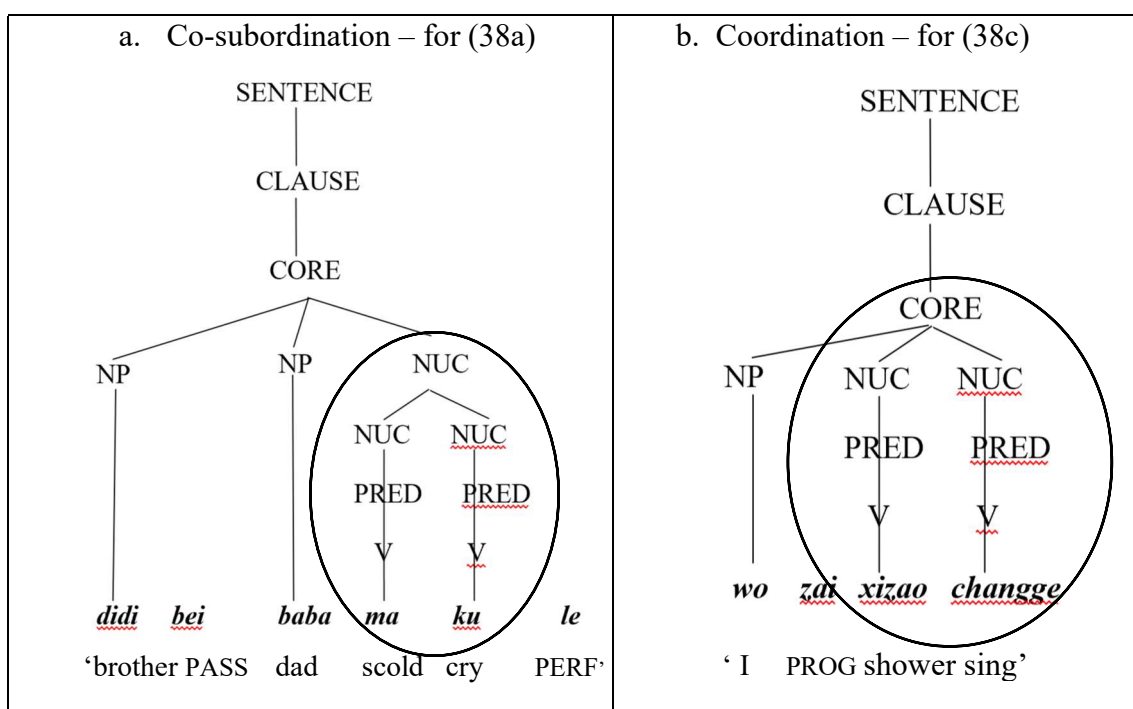 a. Co-subordination – for (38a)
SENTENCE
CLAUSE
CORE
NP NP NUC
NUC NUC
PRED PRED
V V
didi bei baba ma ku le
‘brother PASS dad scold cry PERF’
b. Coordination – for (38c)
SENTENCE
CLAUSE
CORE
NP NUC NUC
PRED PRED
V V
wo zai xizao changge
‘ I PROG shower sing’